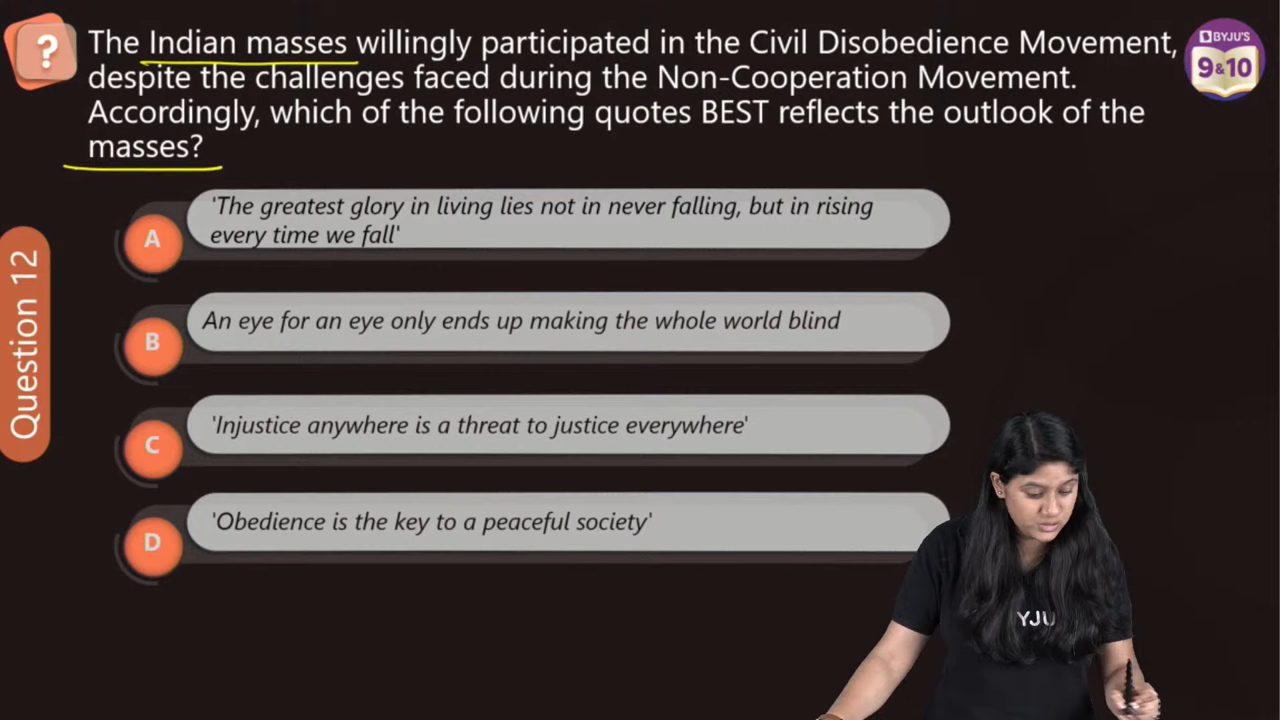 ?
The Indian masses willingly participated in the Civil Disobedience Movement,
despite the challenges faced during the Non-Cooperation Movement.
Accordingly, which of the following quotes BEST reflects the outlook of the
masses?
BYJU'S
9&10
Question 12
A
'The greatest glory in living lies not in never falling, but in rising
every time we fall'
B
An eye for an eye only ends up making the whole world blind
C
'Injustice anywhere is a threat to justice everywhere'
D
'Obedience is the key to a peaceful society'
YJU